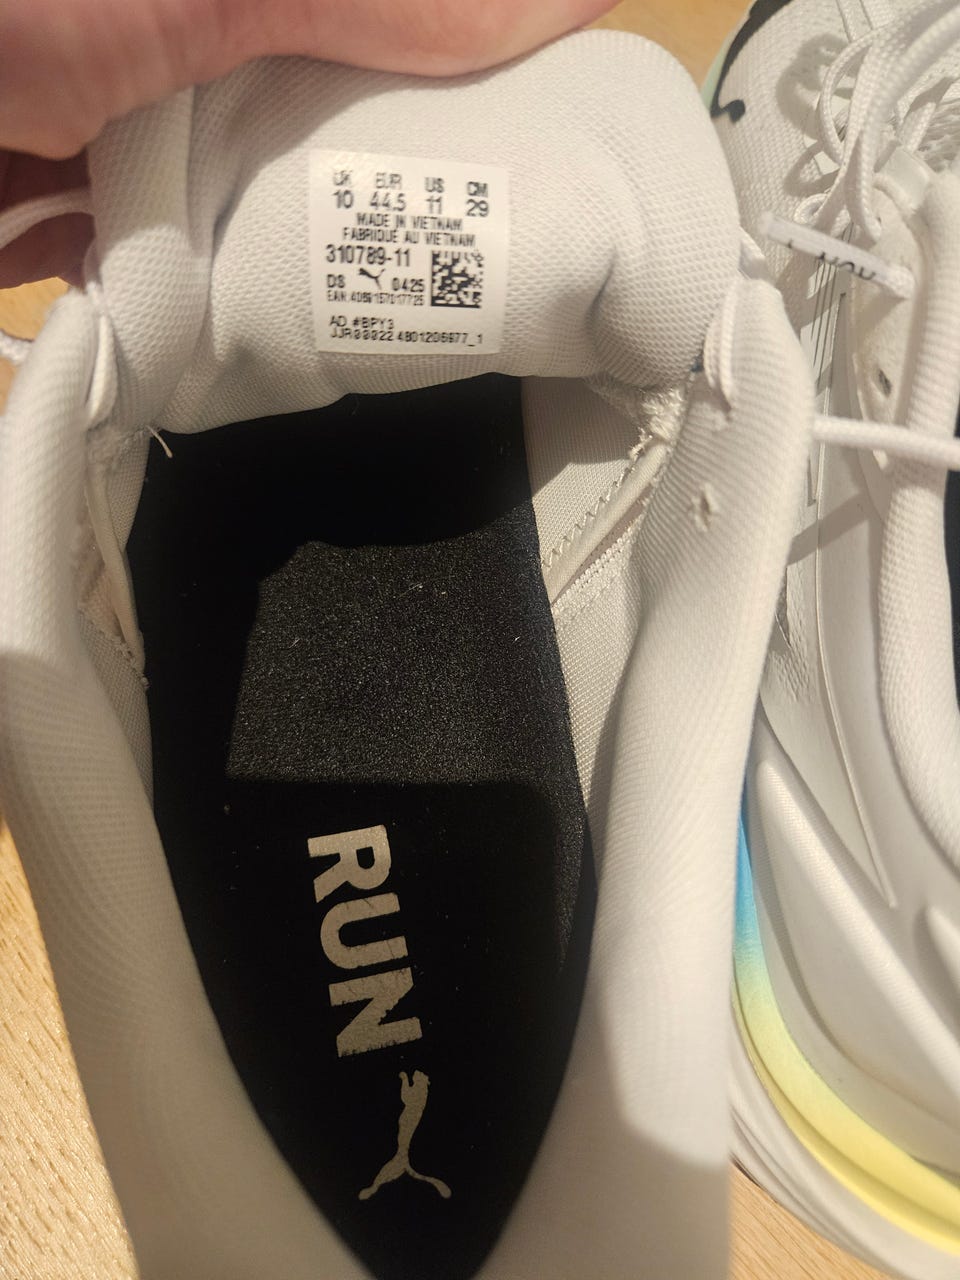 UK EUR US CM
10 44.5 11 29
MADE IN VIETNAM
FABRIQUÉ AU VIETNAM
310789-11
DS 0425
AD #BPY3
RUN